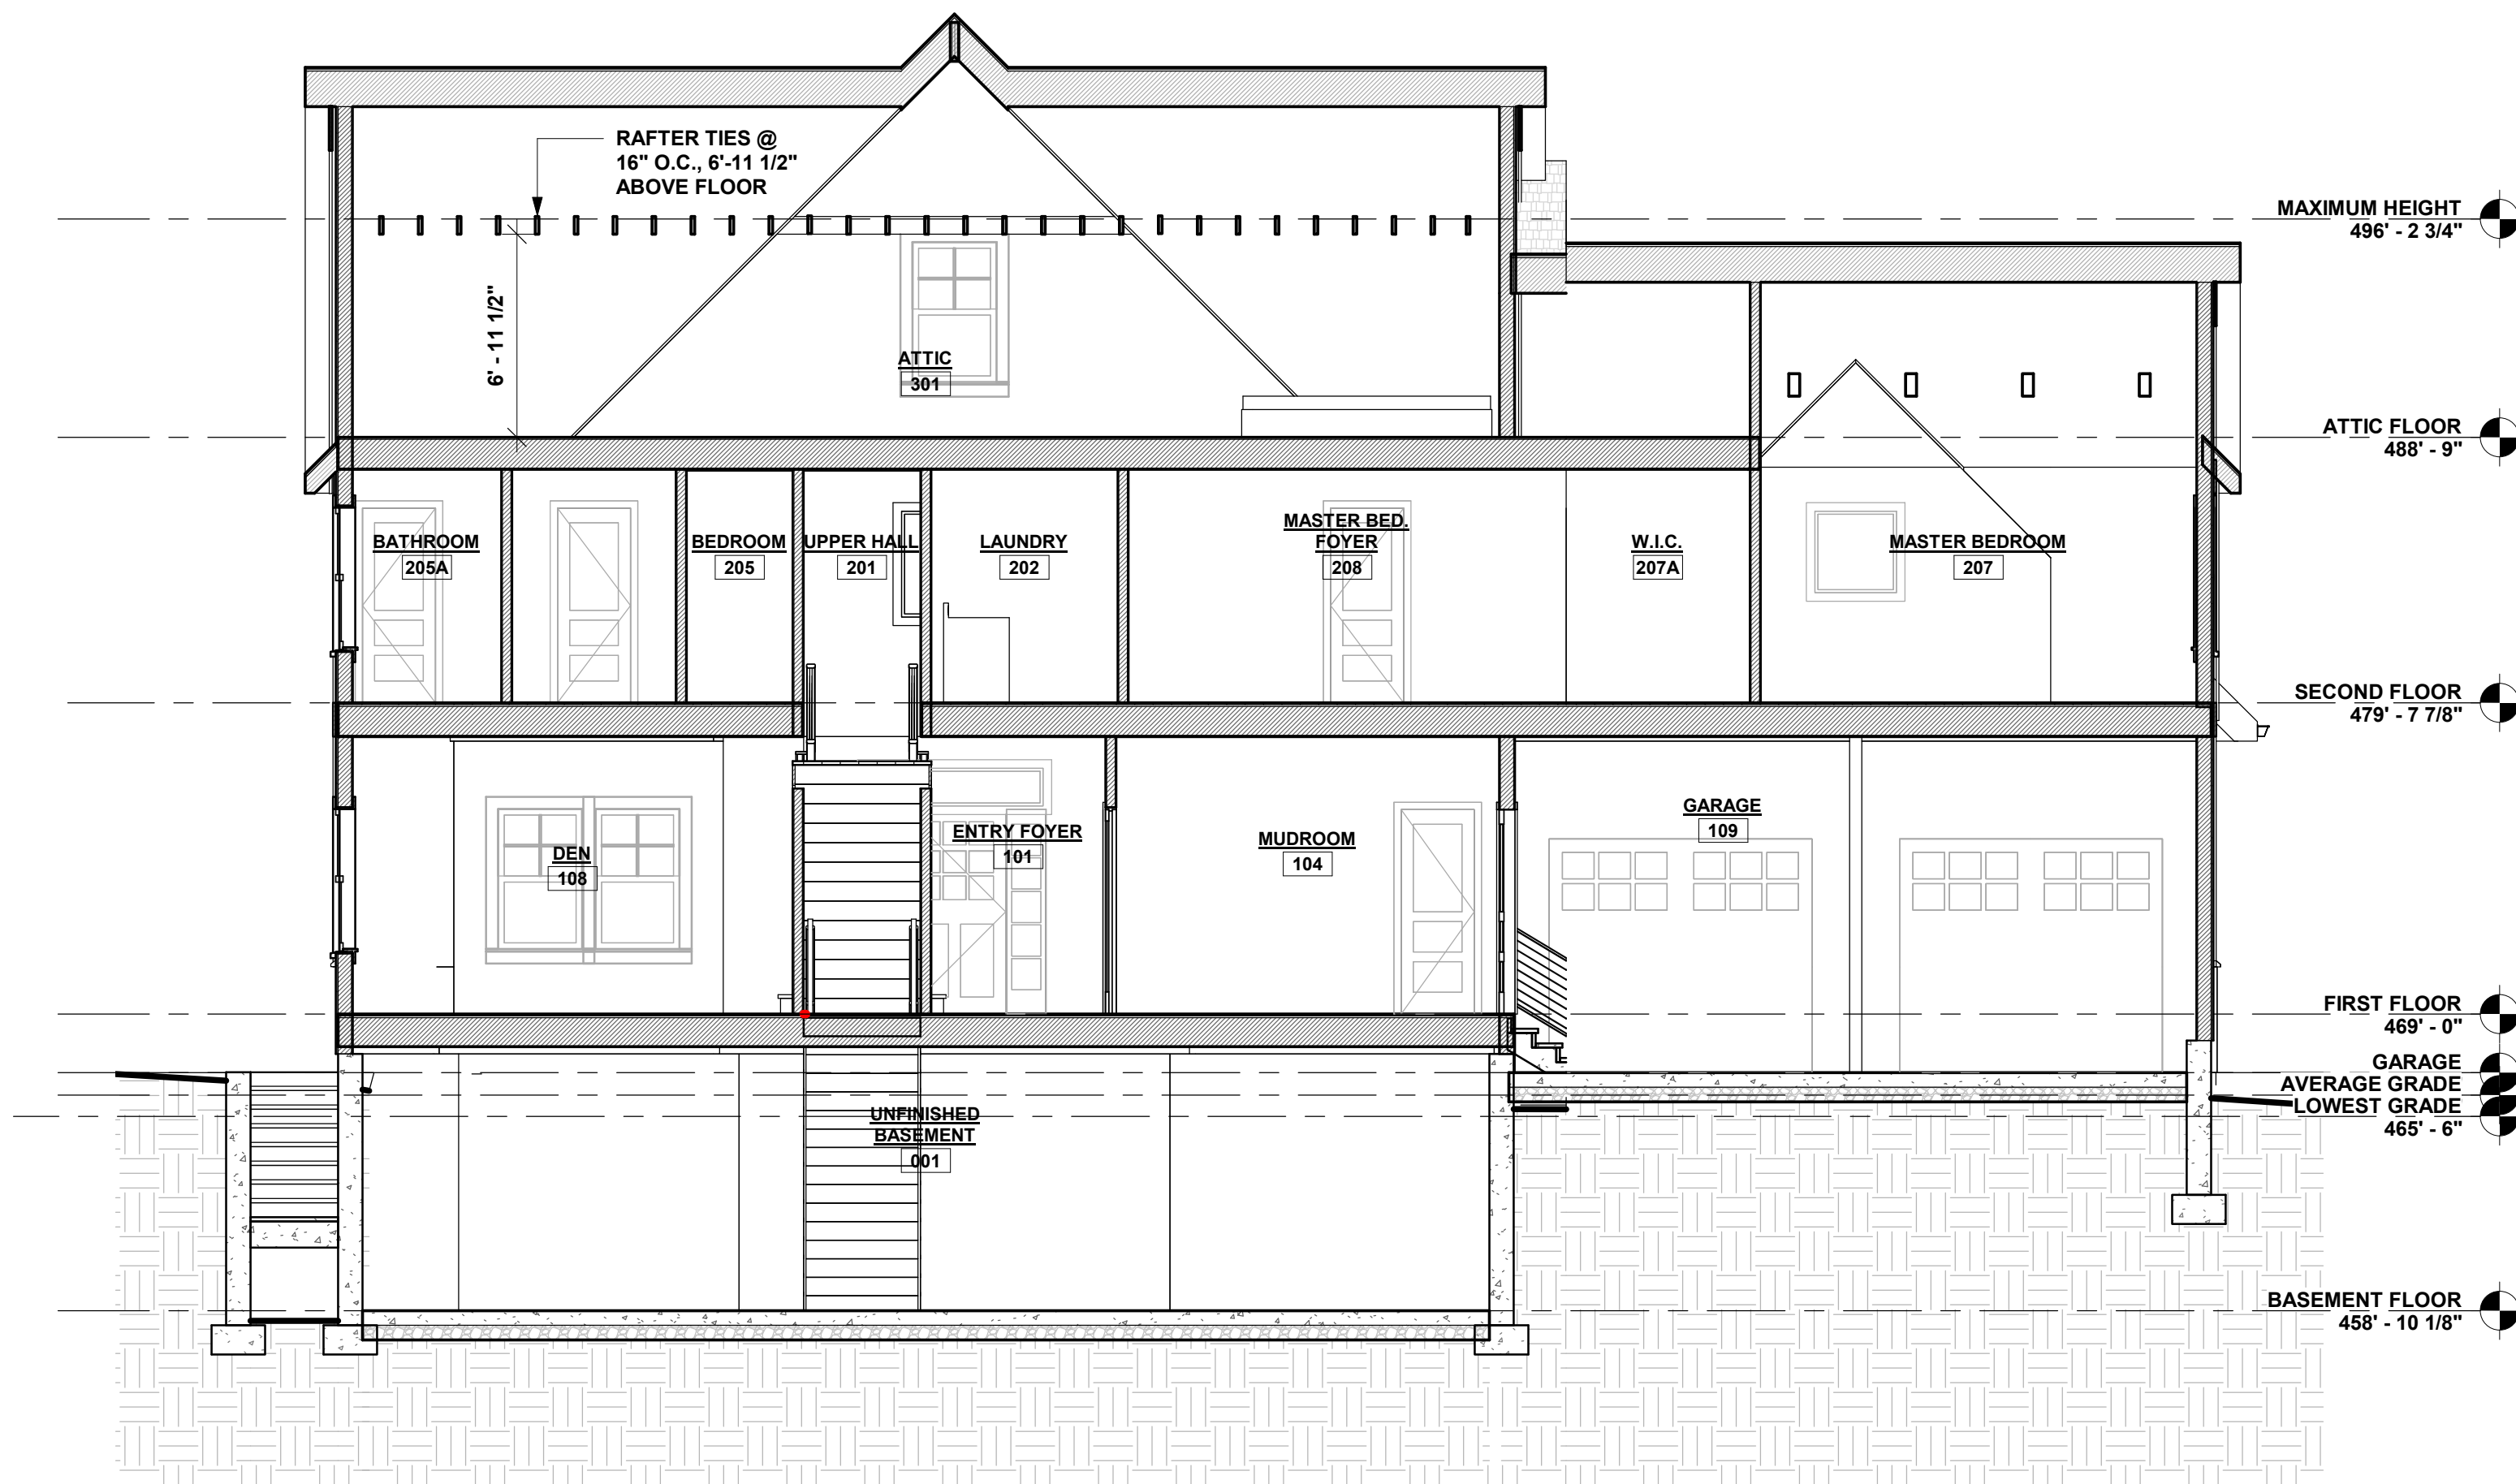 RAFTER TIES @
16" O.C., 6'-11 1/2"
ABOVE FLOOR
MAXIMUM HEIGHT
496' - 2 3/4"
6' - 11 1/2"
ATTIC
301
ATTIC FLOOR
488' - 9"
BATHROOM
205A
BEDROOM
205
UPPER HALL
201
LAUNDRY
202
MASTER BED.
FOYER
208
W.I.C.
207A
MASTER BEDROOM
207
SECOND FLOOR
479' - 7 7/8"
DEN
108
ENTRY FOYER
101
MUDROOM
104
GARAGE
109
FIRST FLOOR
469' - 0"
GARAGE
AVERAGE GRADE
LOWEST GRADE
465' - 6"
UNFINISHED
BASEMENT
001
BASEMENT FLOOR
458' - 10 1/8"